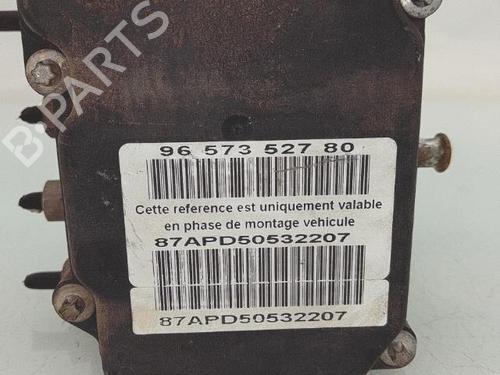 B-PARTS
96 573 527 80
Cette reference est uniquement valable
en phase de montage vehicule
87APD50532207
87APD50532207